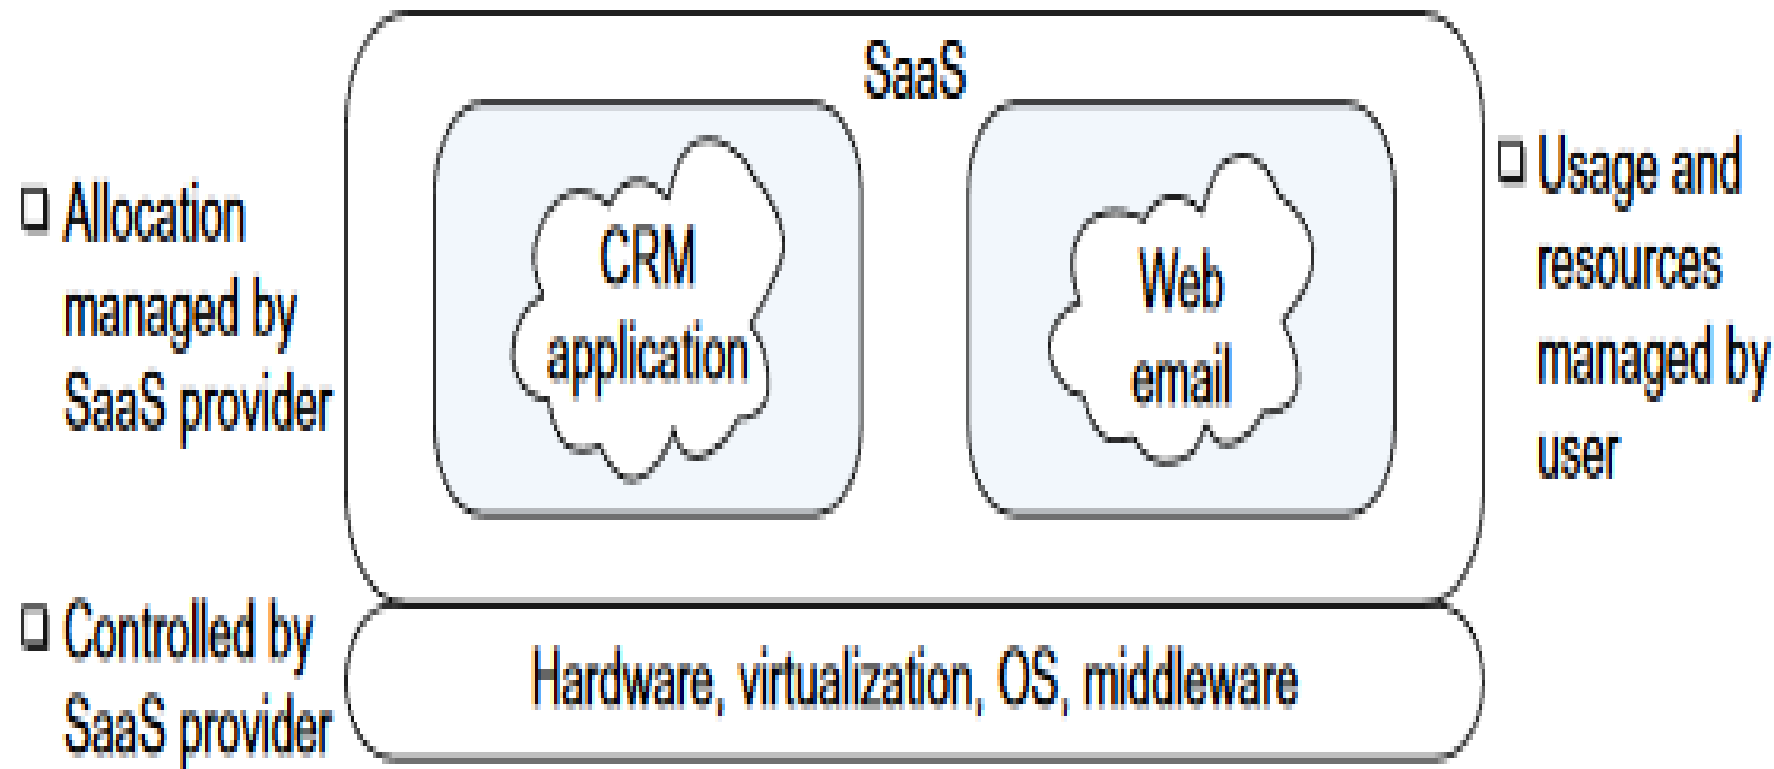 SaaS
❑ Allocation
managed by
SaaS provider
CRM
application
Web
email
❑ Usage and
resources
managed by
user
❑ Controlled by
SaaS provider
Hardware, virtualization, OS, middleware